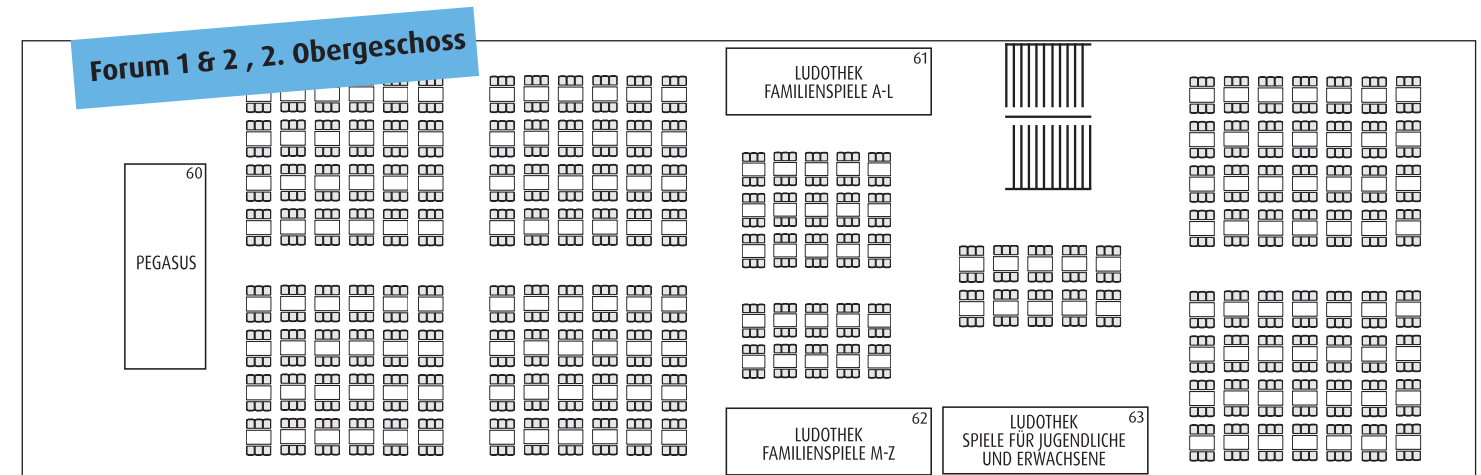 Forum 1 & 2 , 2. Obergeschoss
61
LUDOTHEK
FAMILIENSPIELE A-L
60
PEGASUS
62
LUDOTHEK
FAMILIENSPIELE M-Z
63
LUDOTHEK
SPIELE FÜR JUGENDLICHE
UND ERWACHSENE